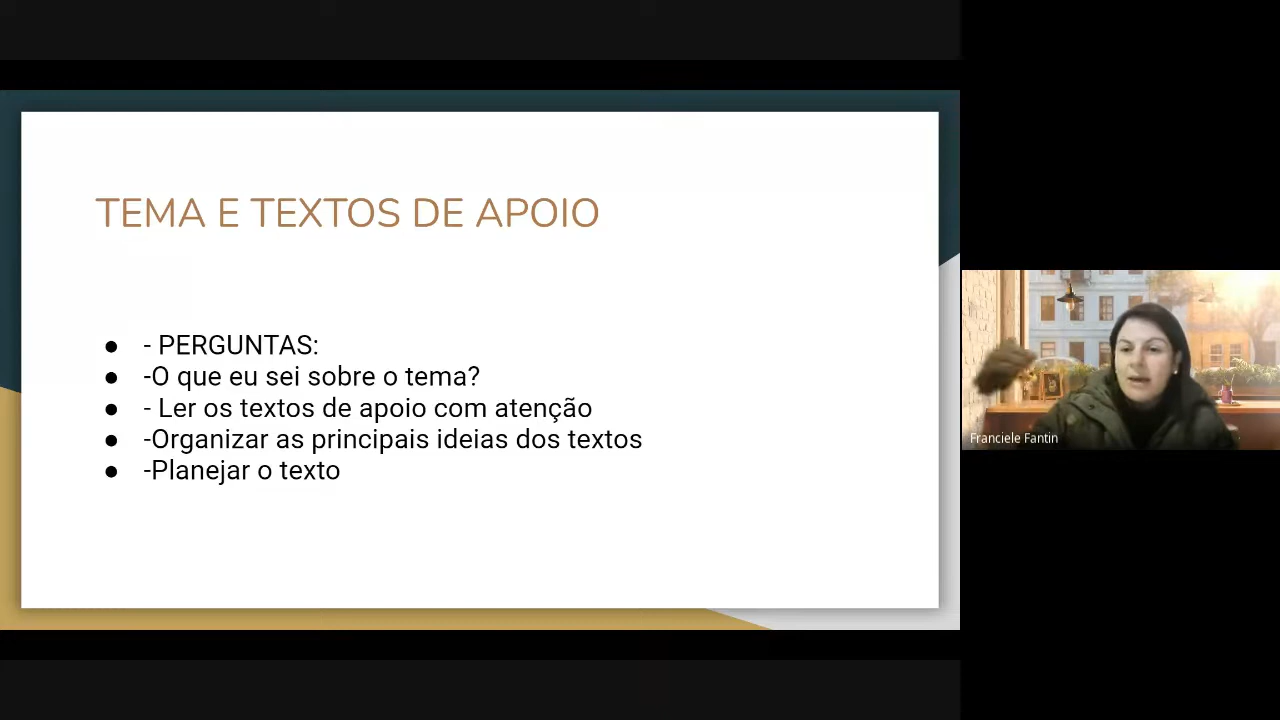 TEMA E TEXTOS DE APOIO
● - PERGUNTAS:
● -O que eu sei sobre o tema?
● - Ler os textos de apoio com atenção
● -Organizar as principais ideias dos textos
● -Planejar o texto
Franciele Fantin